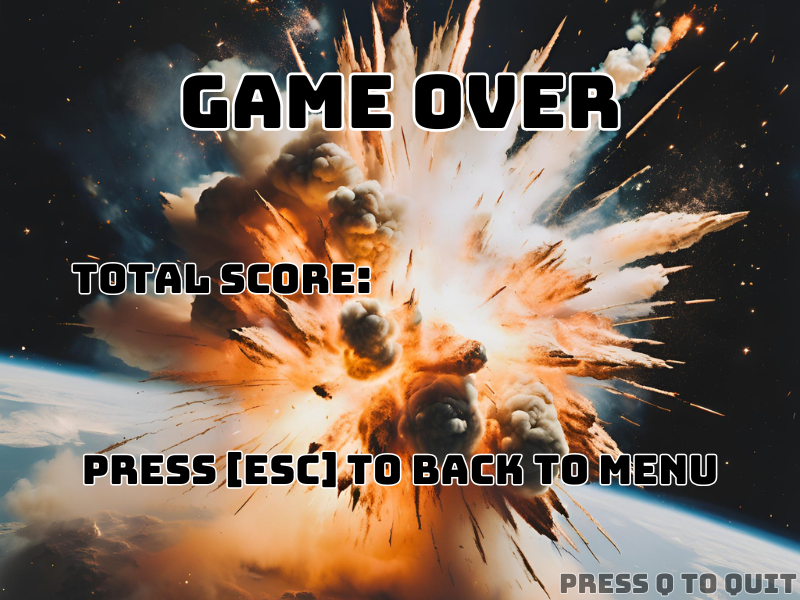 GAME OVER
TOTAL SCORE:
PRESS [ESC] TO BACK TO MENU
PRESS Q TO QUIT